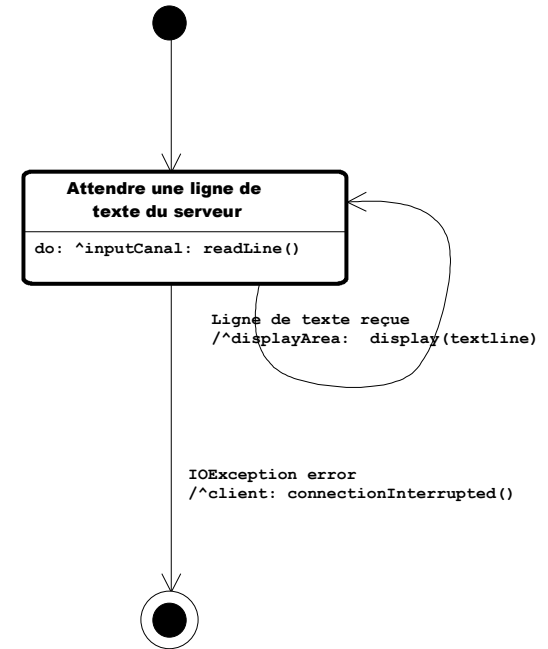 Attendre une ligne de
texte du serveur
do: ^inputCanal: readLine()
Ligne de texte reçue
/^displayArea:  display(textline)
IOException error
/^client: connectionInterrupted()